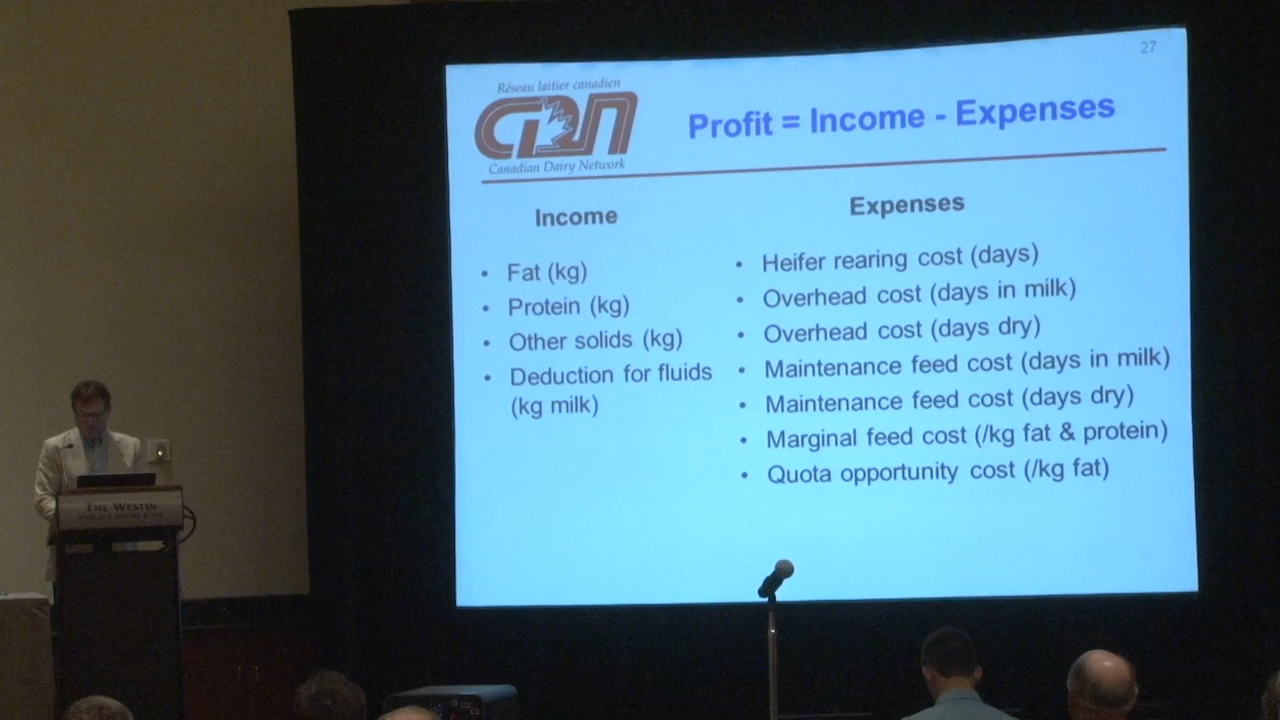 27
Réseau laitier canadien
CDN
Canadian Dairy Network
Profit = Income - Expenses
Income
• Fat (kg)
• Protein (kg)
• Other solids (kg)
• Deduction for fluids
(kg milk)
Expenses
• Heifer rearing cost (days)
• Overhead cost (days in milk)
• Overhead cost (days dry)
• Maintenance feed cost (days in milk)
• Maintenance feed cost (days dry)
• Marginal feed cost (/kg fat & protein)
• Quota opportunity cost (/kg fat)
THE WESTIN